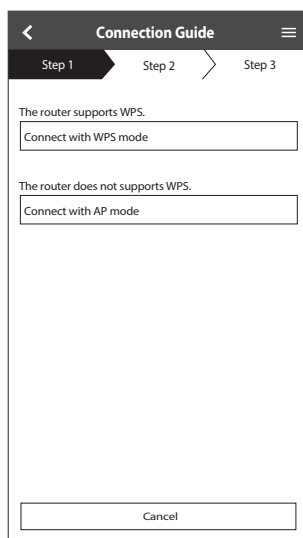 Connection Guide
Step 1 Step 2 Step 3
The router supports WPS.
Connect with WPS mode
The router does not supports WPS.
Connect with AP mode
Cancel